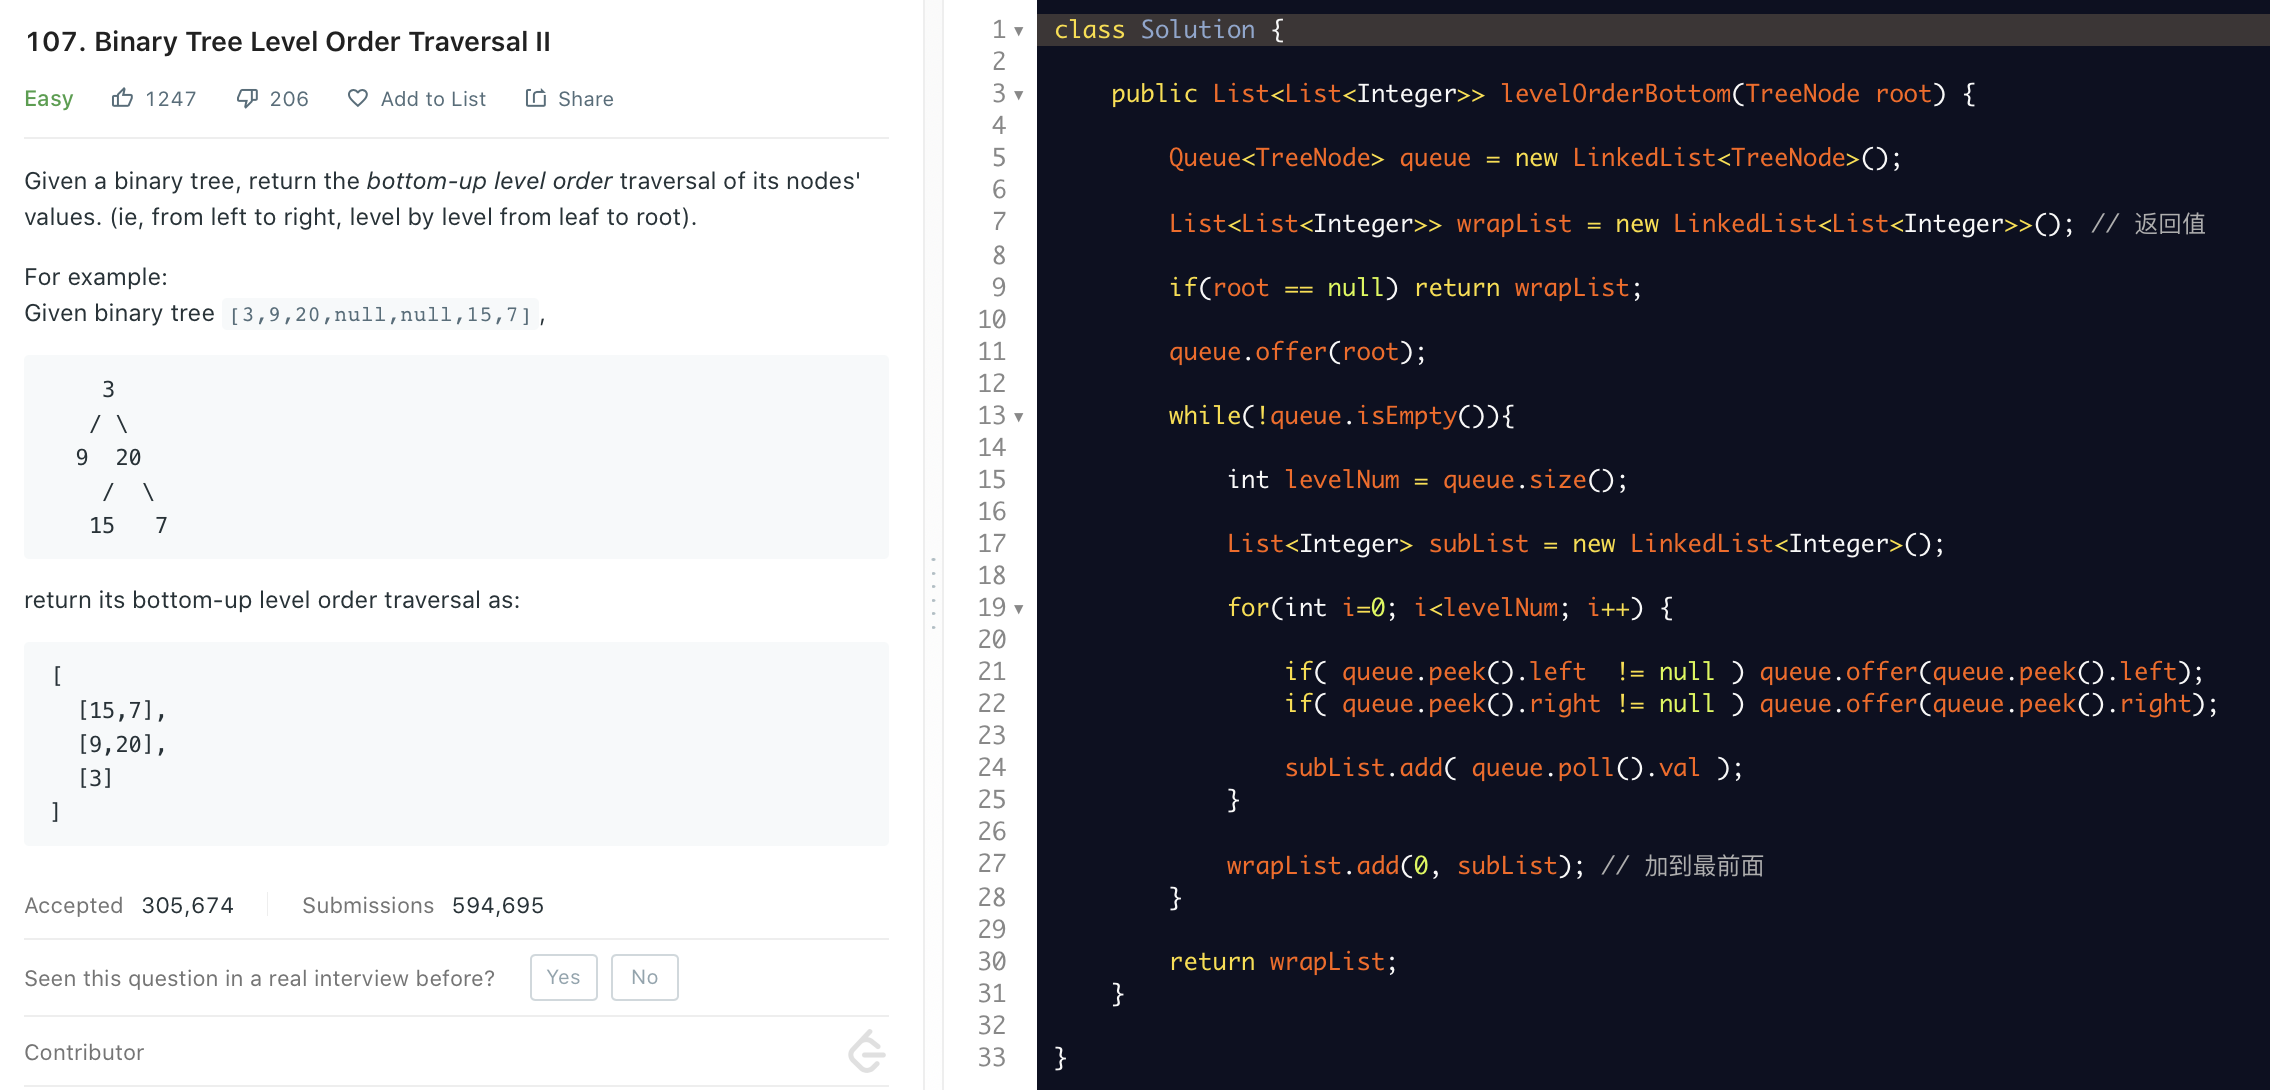 107. Binary Tree Level Order Traversal II
Easy 1247 206 Add to List Share
Given a binary tree, return the bottom-up level order traversal of its nodes'
values. (ie, from left to right, level by level from leaf to root).
For example:
Given binary tree [3,9,20,null,null,15,7],
3
/ \
9 20
/ \
15 7
return its bottom-up level order traversal as:
[
[15,7],
[9,20],
[3]
]
Accepted 305,674 Submissions 594,695
Seen this question in a real interview before? Yes No
Contributor
1 class Solution {
2
3 public List<List<Integer>> levelOrderBottom(TreeNode root) {
4
5 Queue<TreeNode> queue = new LinkedList<TreeNode>();
6
7 List<List<Integer>> wrapList = new LinkedList<List<Integer>>(); // 返回值
8
9 if(root == null) return wrapList;
10
11 queue.offer(root);
12
13 while(!queue.isEmpty()){
14
15 int levelNum = queue.size();
16
17 List<Integer> subList = new LinkedList<Integer>();
18
19 for(int i=0; i<levelNum; i++) {
20
21 if( queue.peek().left  != null ) queue.offer(queue.peek().left);
22 if( queue.peek().right != null ) queue.offer(queue.peek().right);
23
24 subList.add( queue.poll().val );
25 }
26
27 wrapList.add(0, subList); // 加到最前面
28 }
29
30 return wrapList;
31 }
32
33 }